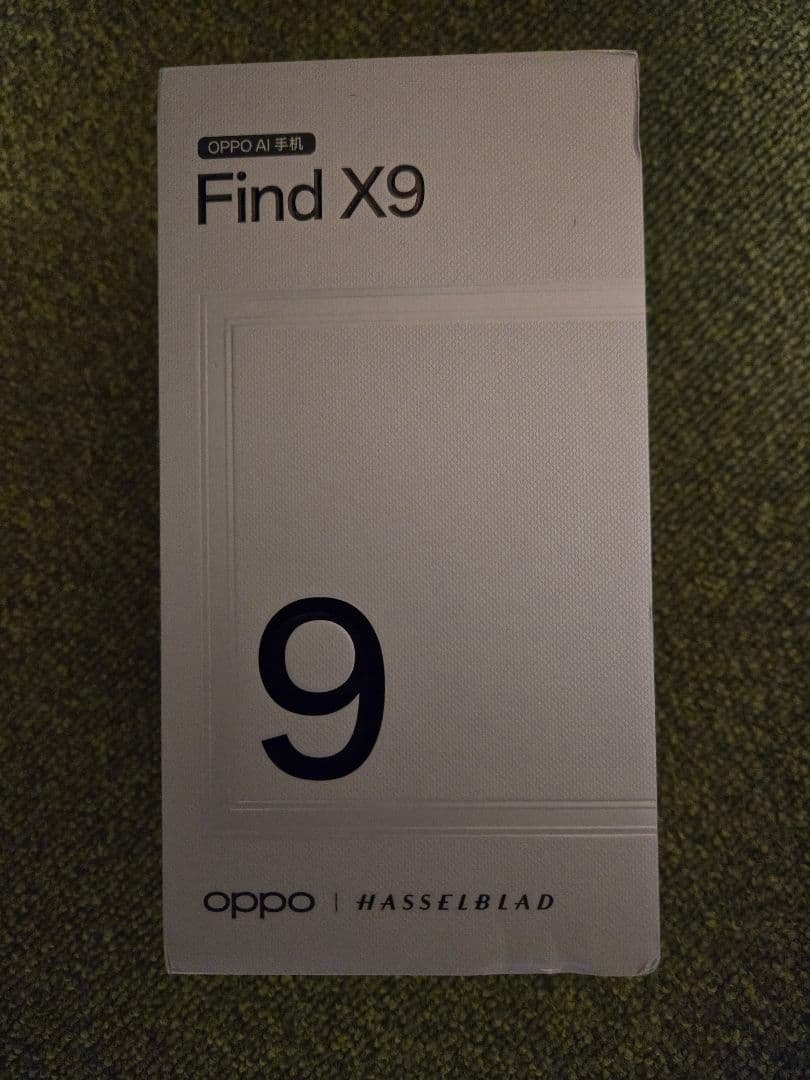 OPPO AI 手机
Find X9
9
oppo | HASSELBLAD